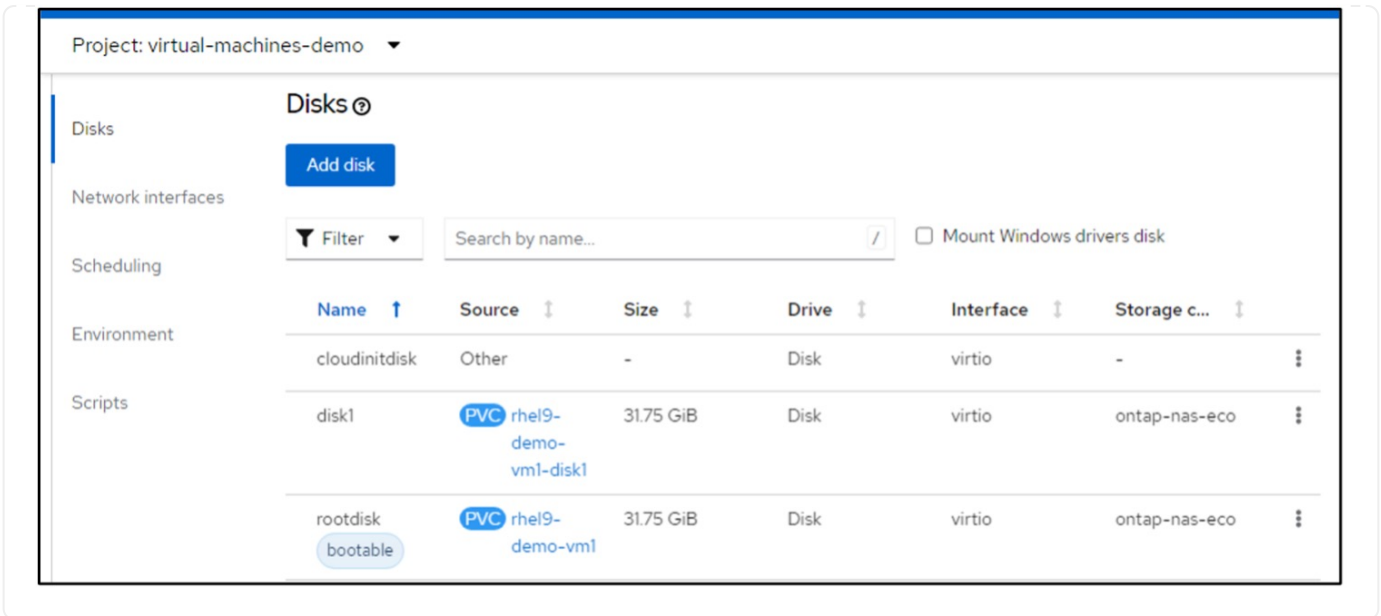 Project: virtual-machines-demo
Disks
Disks
Add disk
Network interfaces
Filter Search by name... / Mount Windows drivers disk
Scheduling
Name Source Size Drive Interface Storage c...
Environment
cloudinitdisk Other - Disk virtio -
Scripts
disk1 PVC rhel9- 31.75 GiB Disk virtio ontap-nas-eco
demo-
vm1-disk1
rootdisk PVC rhel9- 31.75 GiB Disk virtio ontap-nas-eco
bootable demo-vm1